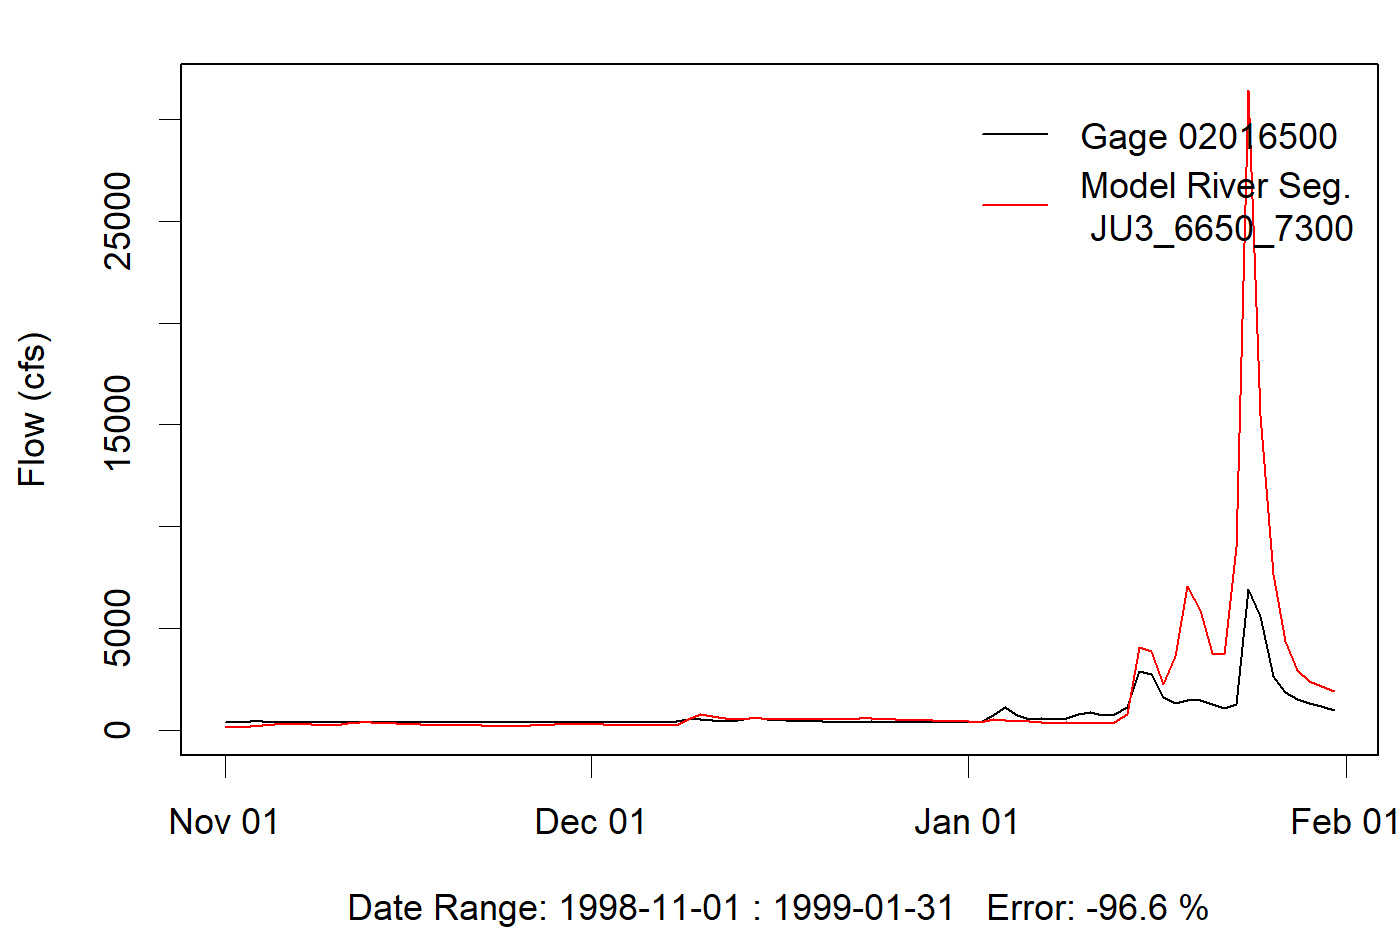 Gage 02016500
Model River Seg.
JU3_6650_7300
Flow (cfs)
25000
15000
5000
0
Nov 01 Dec 01 Jan 01 Feb 01
Date Range: 1998-11-01 : 1999-01-31 Error: -96.6 %